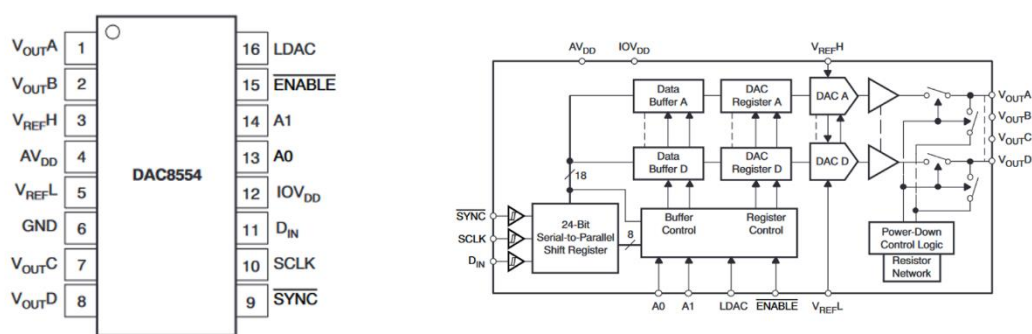 VOUTA 1
VOUTB 2
VREFH 3
AVDD 4
VREFL 5
GND 6
VOUTC 7
VOUTD 8
DAC8554
16 LDAC
15 ENABLE
14 A1
13 A0
12 IOVDD
11 DIN
10 SCLK
9 SYNC
AVDD IOVDD VREFH
Data
Buffer A
DAC
Register A
DAC A
VOUTA
VOUTB
VOUTC
VOUTD
Data
Buffer D
DAC
Register D
DAC D
18
SYNC
SCLK
DIN
24-Bit
Serial-to-Parallel
Shift Register
8
Buffer
Control
Register
Control
Power-Down
Control Logic
Resistor
Network
A0 A1 LDAC ENABLE VREFL